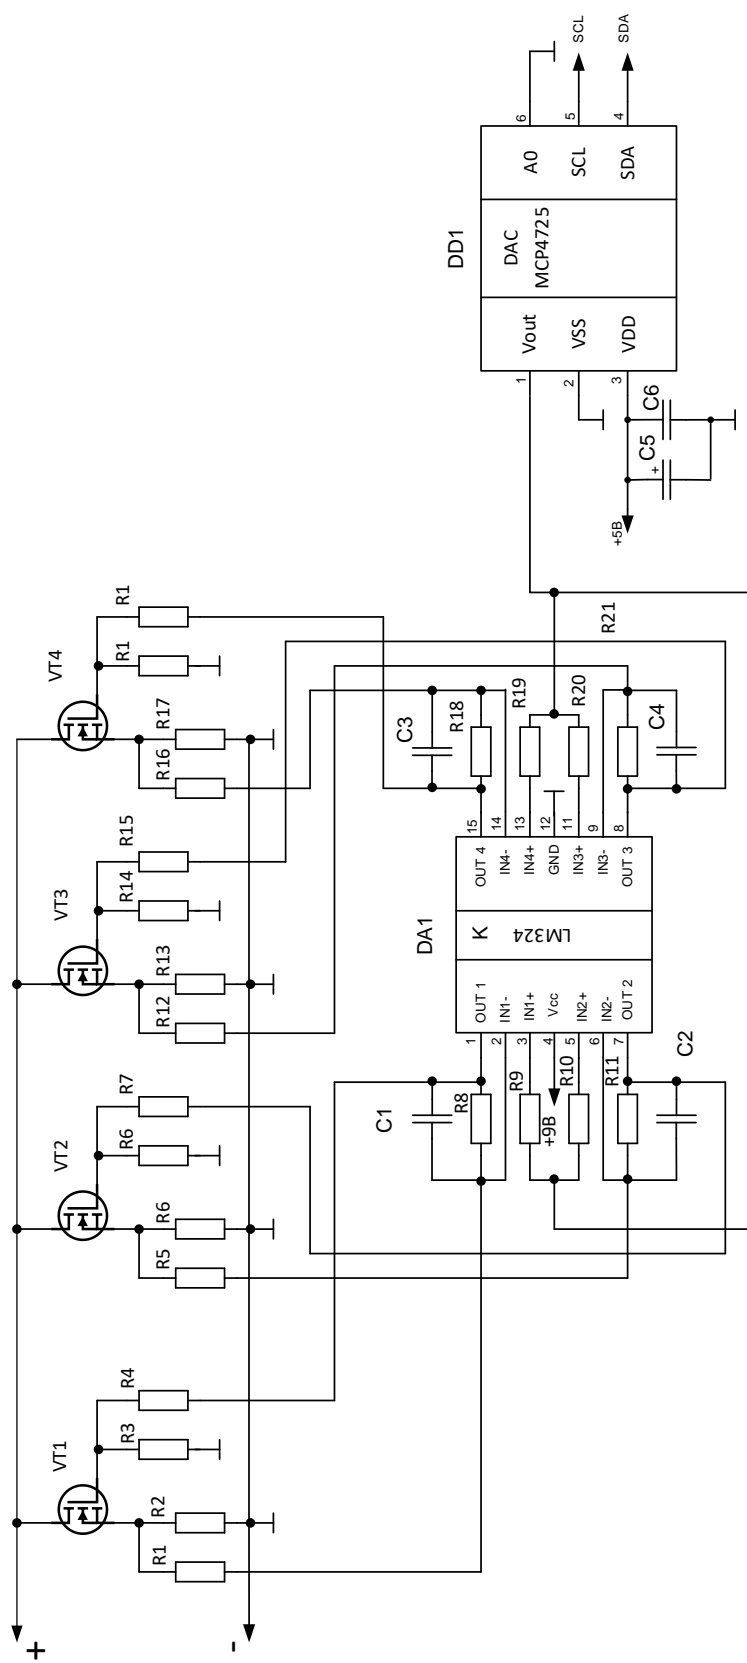 SCL
SDA
6
5
4
A0
SCL
SDA
DD1
DAC
MCP4725
Vout
VSS
VDD
1
2
3
C6
C5
+
+5В
R21
VT4
R1
R1
R17
R16
C3
R18
R19
R20
C4
VT3
R15
R14
R13
R12
15
14
13
12
11
9
8
OUT 4
IN4-
IN4+
GND
IN3+
IN3-
OUT 3
DA1
K
LM324
OUT 1
IN1-
IN1+
Vcc
IN2+
IN2-
OUT 2
1
2
3
4
5
6
7
VT2
R7
R6
R6
R5
C1
R8
R9
+9В
R10
R11
C2
VT1
R4
R3
R2
R1
+
-